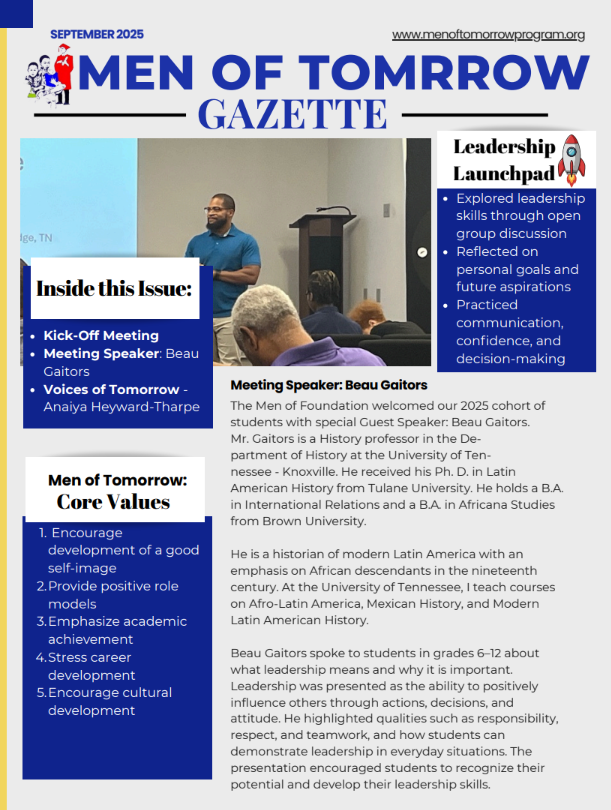 SEPTEMBER 2025
www.menoftomorrowprogram.org
MEN OF TOMRROW
GAZETTE
dge, TN
Leadership
Launchpad
• Explored leadership
skills through open
group discussion
• Reflected on
personal goals and
future aspirations
• Practiced
communication,
confidence, and
decision-making
Inside this Issue:
• Kick-Off Meeting
• Meeting Speaker: Beau
Gaitors
• Voices of Tomorrow -
Anaiya Heyward-Tharpe
Men of Tomorrow:
Core Values
1. Encourage
development of a good
self-image
2. Provide positive role
models
3. Emphasize academic
achievement
4. Stress career
development
5. Encourage cultural
development
Meeting Speaker: Beau Gaitors
The Men of Foundation welcomed our 2025 cohort of
students with special Guest Speaker: Beau Gaitors.
Mr. Gaitors is a History professor in the De-
partment of History at the University of Ten-
nessee - Knoxville. He received his Ph. D. in Latin
American History from Tulane University. He holds a B.A.
in International Relations and a B.A. in Africana Studies
from Brown University.
He is a historian of modern Latin America with an
emphasis on African descendants in the nineteenth
century. At the University of Tennessee, I teach courses
on Afro-Latin America, Mexican History, and Modern
Latin American History.
Beau Gaitors spoke to students in grades 6–12 about
what leadership means and why it is important.
Leadership was presented as the ability to positively
influence others through actions, decisions, and
attitude. He highlighted qualities such as responsibility,
respect, and teamwork, and how students can
demonstrate leadership in everyday situations. The
presentation encouraged students to recognize their
potential and develop their leadership skills.